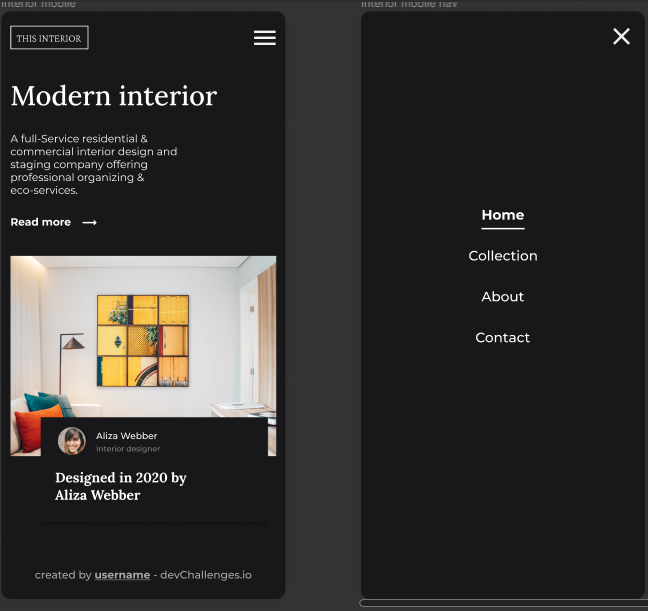 Interior mobile
THIS INTERIOR
Modern interior
A full-Service residential &
commercial interior design and
staging company offering
professional organizing &
eco-services.
Read more
Aliza Webber
Interior designer
Designed in 2020 by
Aliza Webber
created by username - devChallenges.io
Interior mobile nav
Home
Collection
About
Contact